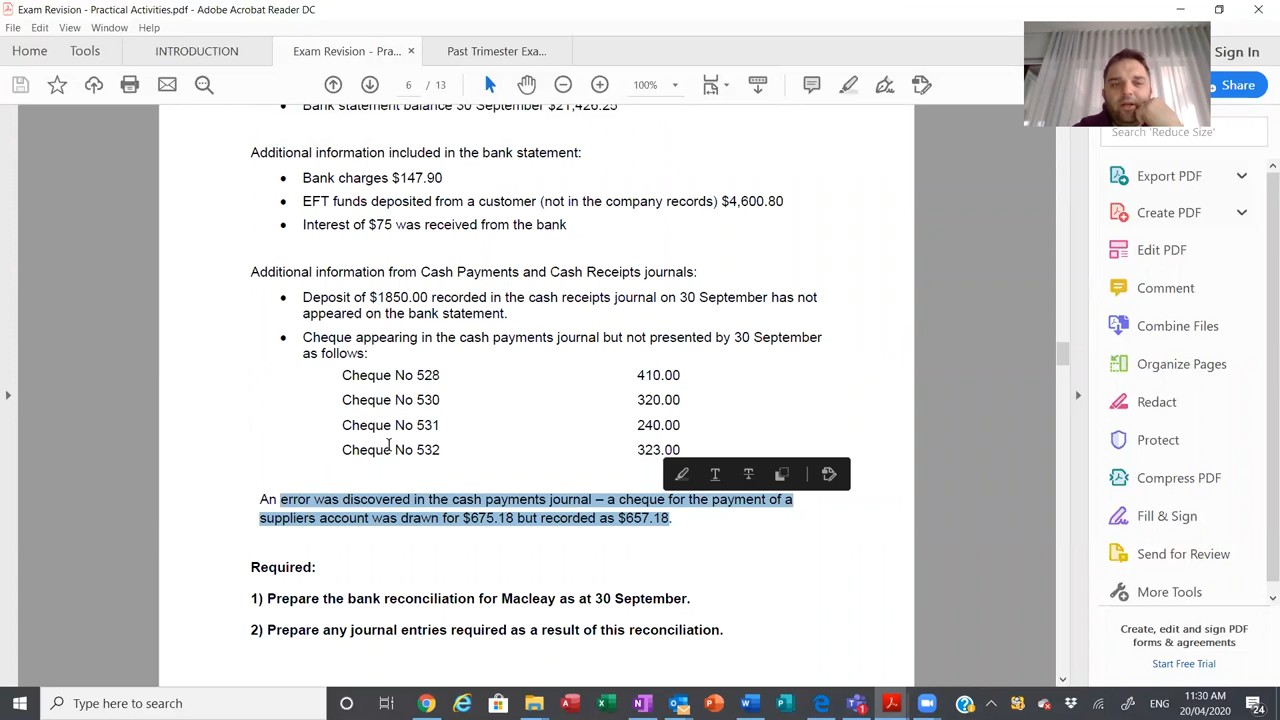 Exam Revision - Practical Activities.pdf - Adobe Acrobat Reader DC
File Edit View Window Help
Home Tools INTRODUCTION Exam Revision - Pra... × Past Trimester Exa... Sign In
6 / 13 100% Share
Bank statement balance 30 September $21,426.25
Search 'Reduce Size'
Additional information included in the bank statement:
• Bank charges $147.90
• EFT funds deposited from a customer (not in the company records) $4,600.80
• Interest of $75 was received from the bank
Additional information from Cash Payments and Cash Receipts journals:
• Deposit of $1850.00 recorded in the cash receipts journal on 30 September has not
appeared on the bank statement.
• Cheque appearing in the cash payments journal but not presented by 30 September
as follows:
Cheque No 528 410.00
Cheque No 530 320.00
Cheque No 531 240.00
Cheque No 532 323.00
An error was discovered in the cash payments journal – a cheque for the payment of a
suppliers account was drawn for $675.18 but recorded as $657.18.
Required:
1) Prepare the bank reconciliation for Macleay as at 30 September.
2) Prepare any journal entries required as a result of this reconciliation.
Export PDF
Create PDF
Edit PDF
Comment
Combine Files
Organize Pages
Redact
Protect
Compress PDF
Fill & Sign
Send for Review
More Tools
Create, edit and sign PDF
forms & agreements
Start Free Trial
Type here to search
ENG
11:30 AM
20/04/2020
24